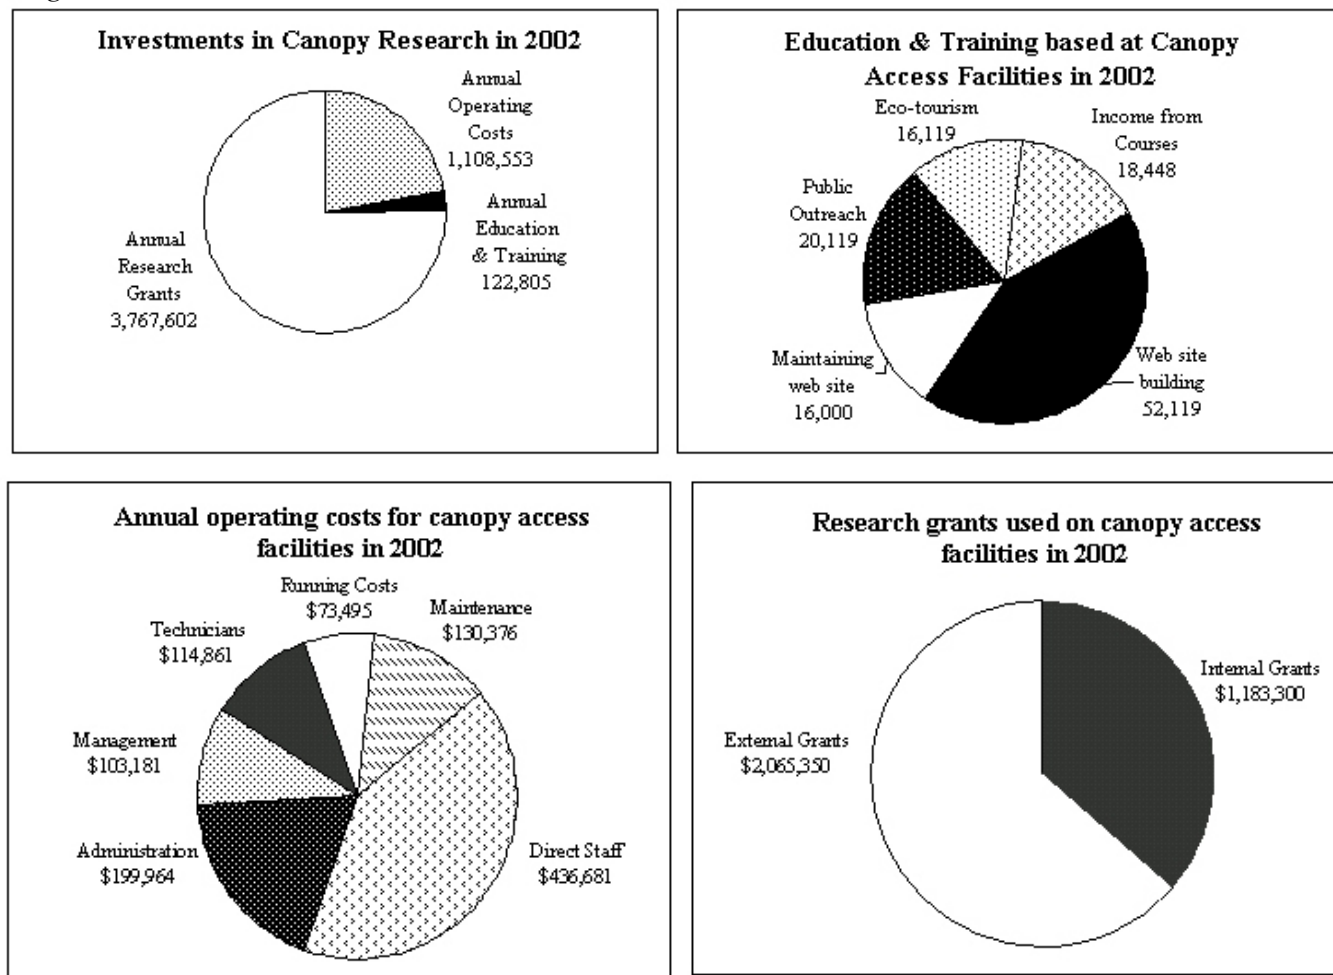 Investments in Canopy Research in 2002
Annual
Operating
Costs
1,108,553
Annual
Education
& Training
122,805
Annual
Research
Grants
3,767,602
Education & Training based at Canopy
Access Facilities in 2002
Eco-tourism
16,119
Income from
Courses
18,448
Public
Outreach
20,119
Maintaining
web site
16,000
Web site
building
52,119
Annual operating costs for canopy access
facilities in 2002
Running Costs
$73,495
Maintenance
$130,376
Technicians
$114,861
Management
$103,181
Administration
$199,964
Direct Staff
$436,681
Research grants used on canopy access
facilities in 2002
Internal Grants
$1,183,300
External Grants
$2,065,350